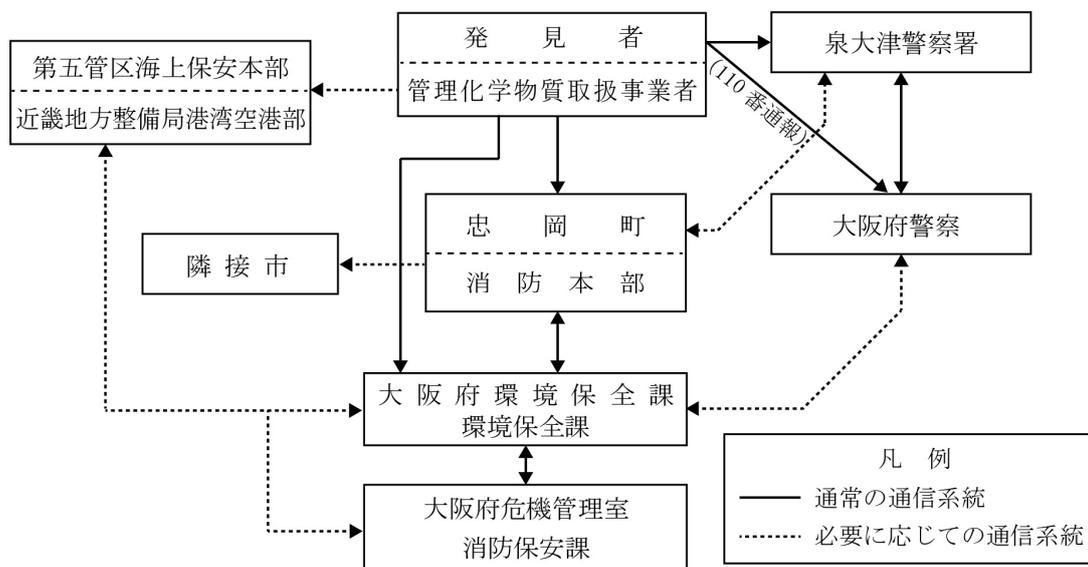 発見者
管理化学物質取扱事業者
泉大津警察署
第五管区海上保安本部
近畿地方整備局港湾空港部
(110番通報)
忠岡町
消防本部
大阪府警察
隣接市
大阪府環境保全課
環境保全課
大阪府危機管理室
消防保安課
凡例
通常の通信系統
必要に応じての通信系統